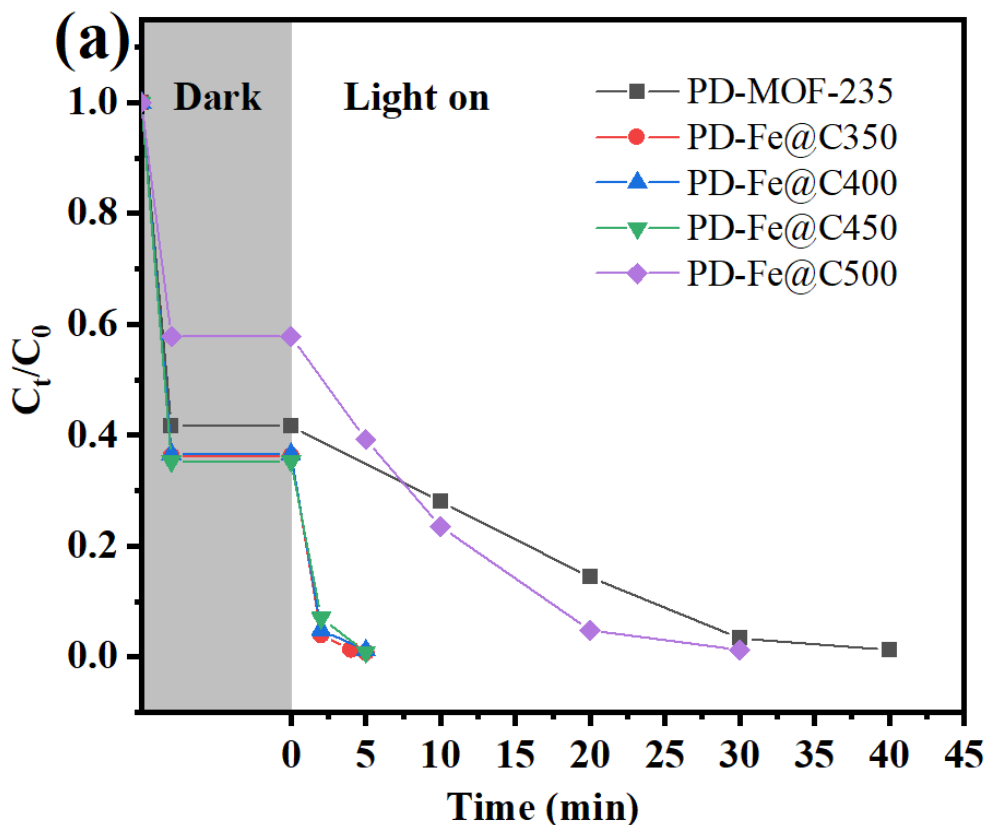 (a)
Dark
Light on
PD-MOF-235
PD-Fe@C350
PD-Fe@C400
PD-Fe@C450
PD-Fe@C500
1.0
0.8
0.6
0.4
0.2
0.0
Cₜ/C₀
0 5 10 15 20 25 30 35 40 45
Time (min)